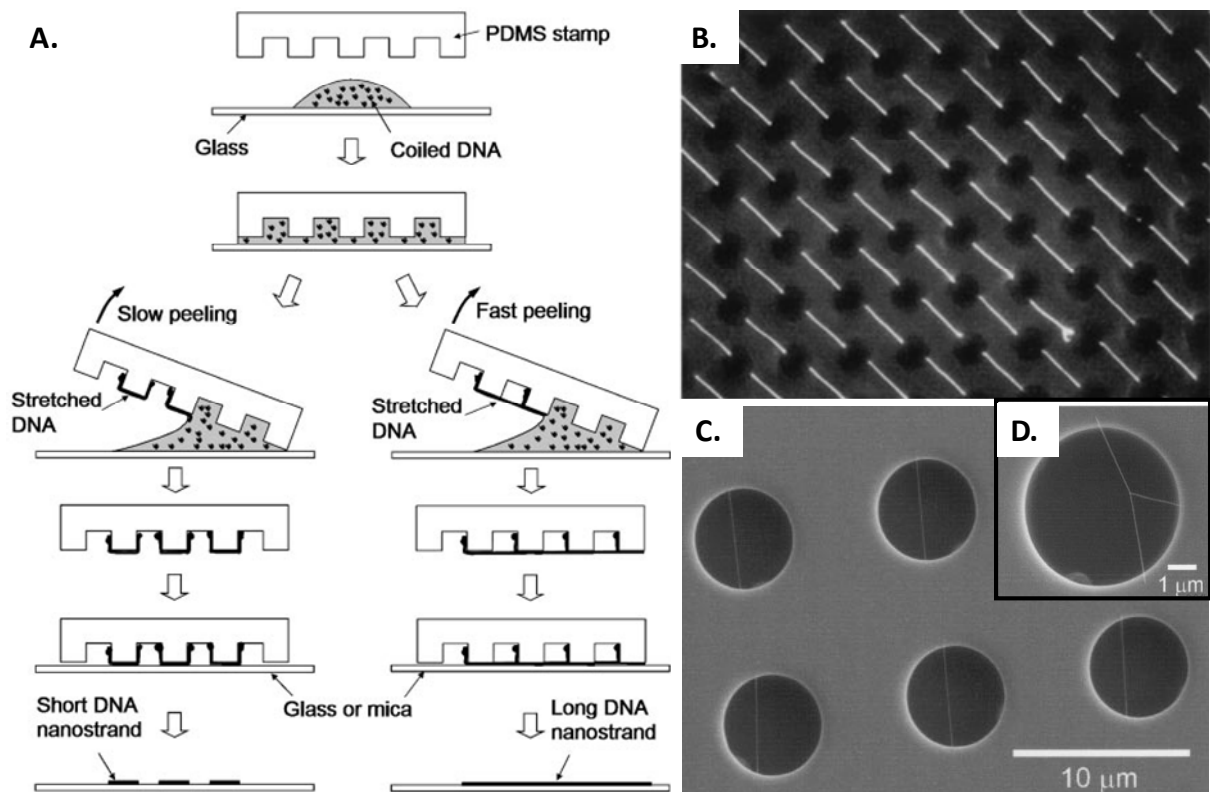 A.
PDMS stamp
Glass
Coiled DNA
Slow peeling
Fast peeling
Stretched
DNA
Stretched
DNA
Short DNA
nanostrand
Glass or mica
Long DNA
nanostrand
B.
C.
D.
1 μm
10 μm